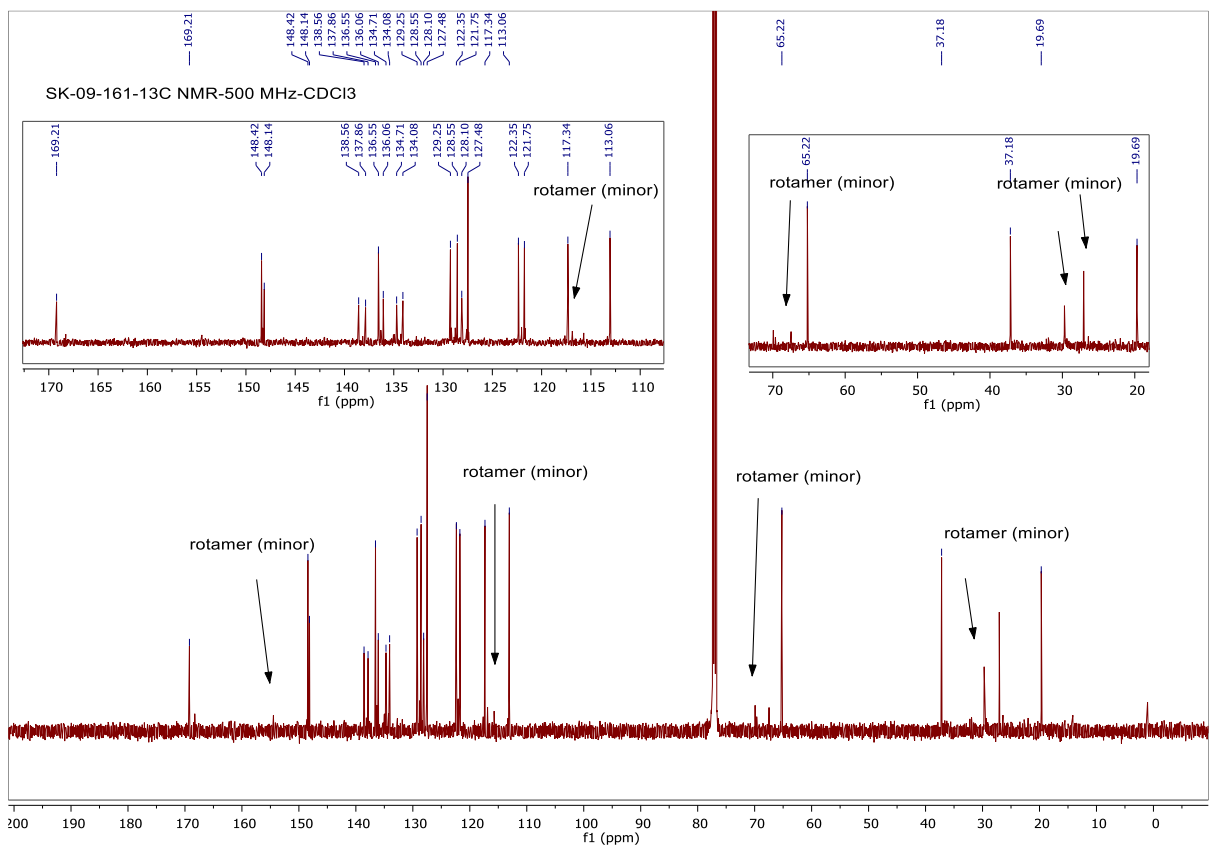 169.21 148.42 148.14 138.56 137.86 136.55 136.06 134.71 134.08 129.25 128.55 128.10 127.48 122.35 121.75 117.34 113.06 65.22 37.18 19.69
SK-09-161-13C NMR-500 MHz-CDCl3
169.21 148.42 148.14 138.56 137.86 136.55 136.06 134.71 134.08 129.25 128.55 128.10 127.48 122.35 121.75 117.34 113.06
rotamer (minor)
170 165 160 155 150 145 140 135 130 125 120 115 110
f1 (ppm)
65.22 37.18 19.69
rotamer (minor) rotamer (minor)
70 60 50 40 30 20
f1 (ppm)
rotamer (minor)
rotamer (minor)
rotamer (minor)
rotamer (minor)
200 190 180 170 160 150 140 130 120 110 100 90 80 70 60 50 40 30 20 10 0
f1 (ppm)